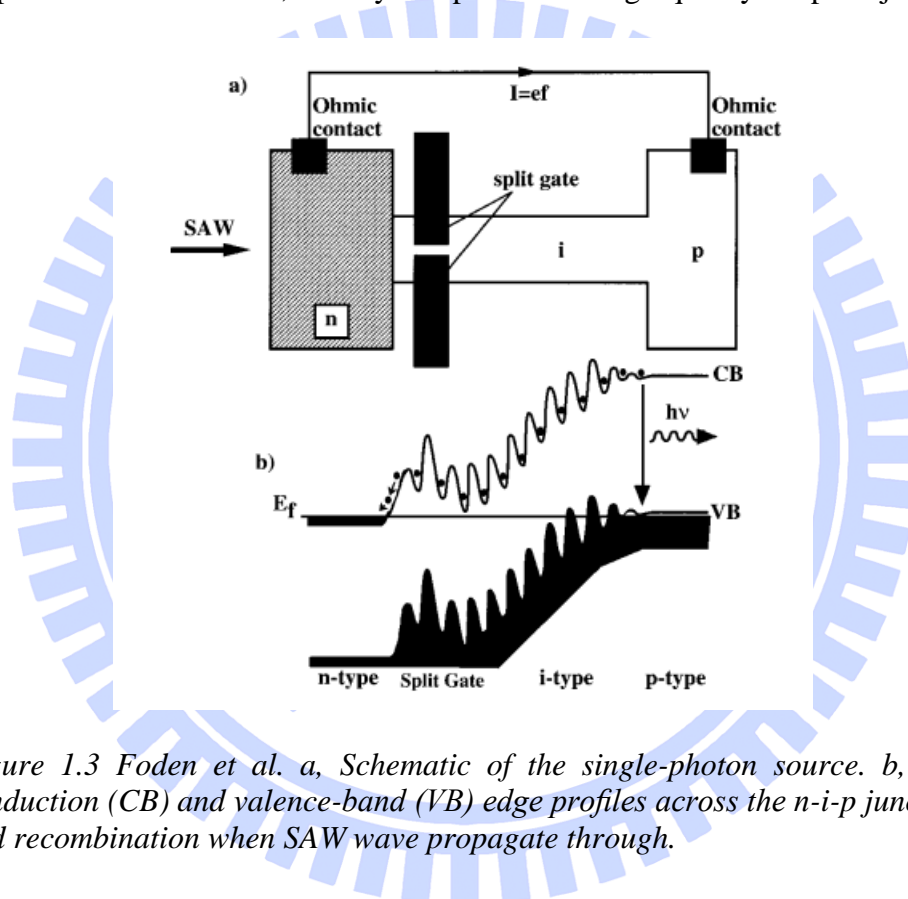 a)
I=ef
Ohmic
contact
Ohmic
contact
split gate
SAW
i
p
n
CB
hν
b)
E_f
VB
n-type Split Gate i-type p-type
ure 1.3 Foden et al. a, Schematic of the single-photon source. b,
nduction (CB) and valence-band (VB) edge profiles across the n-i-p junc
d recombination when SAW wave propagate through.